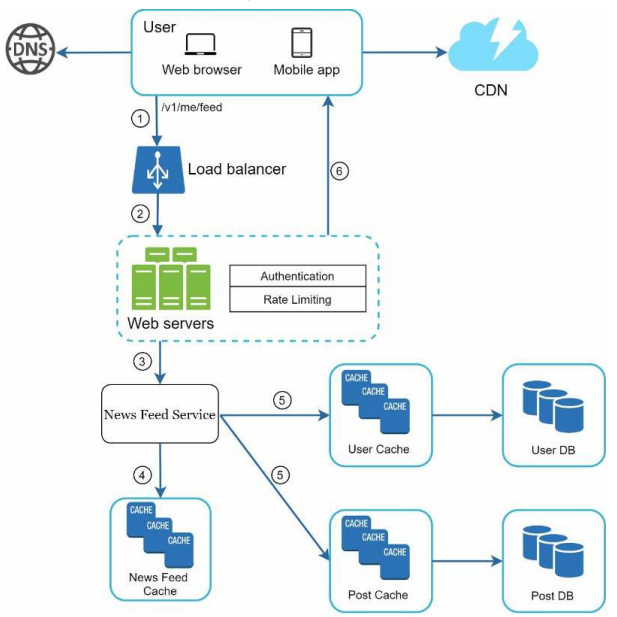 User
DNS
Web browser
Mobile app
CDN
1
/v1/me/feed
Load balancer
6
2
Authentication
Rate Limiting
Web servers
3
CACHE
CACHE
CACHE
5
News Feed Service
User Cache
User DB
4
5
CACHE
CACHE
CACHE
News Feed
Cache
CACHE
CACHE
CACHE
Post Cache
Post DB